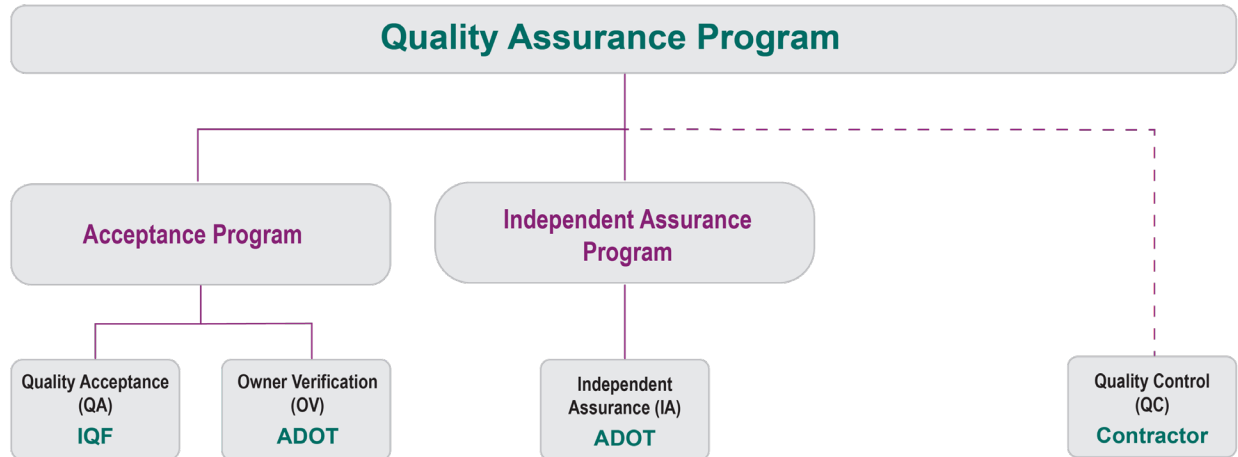 Quality Assurance Program
Acceptance Program
Independent Assurance
Program
Quality Acceptance
(QA)
IQF
Owner Verification
(OV)
ADOT
Independent
Assurance (IA)
ADOT
Quality Control
(QC)
Contractor